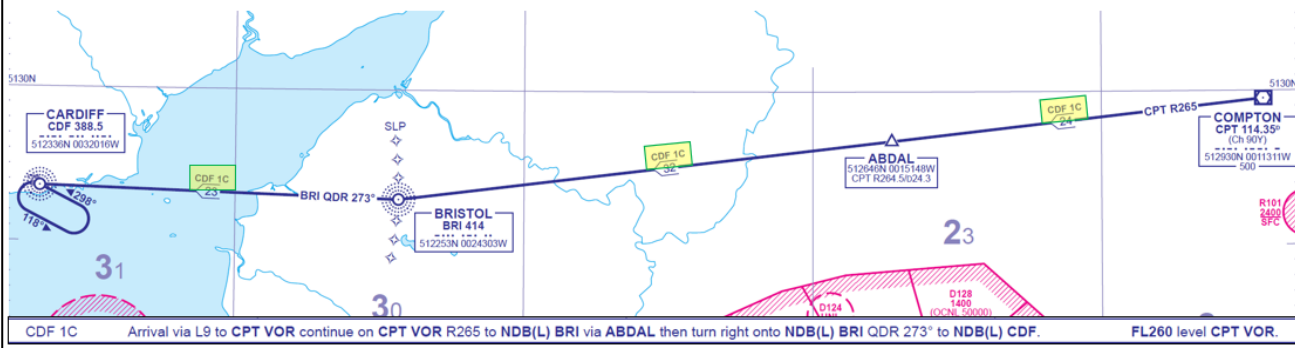 5130N
5130N
CARDIFF
CDF 388.5
512336N 0032016W
298°
118°
CDF 1C
23
BRI QDR 273°
SLP
BRISTOL
BRI 414
512253N 0024303W
CDF 1C
32
ABDAL
512646N 0015148W
CPT R264.5/D24.3
CDF 1C
24
CPT R265
COMPTON
CPT 114.35ᴰ
(Ch 90Y)
512930N 0011311W
500
R101
2400
SFC
31
30
23
D124
D128
1400
(OCNL 50000)
CDF 1C Arrival via L9 to CPT VOR continue on CPT VOR R265 to NDB(L) BRI via ABDAL then turn right onto NDB(L) BRI QDR 273° to NDB(L) CDF. FL260 level CPT VOR.